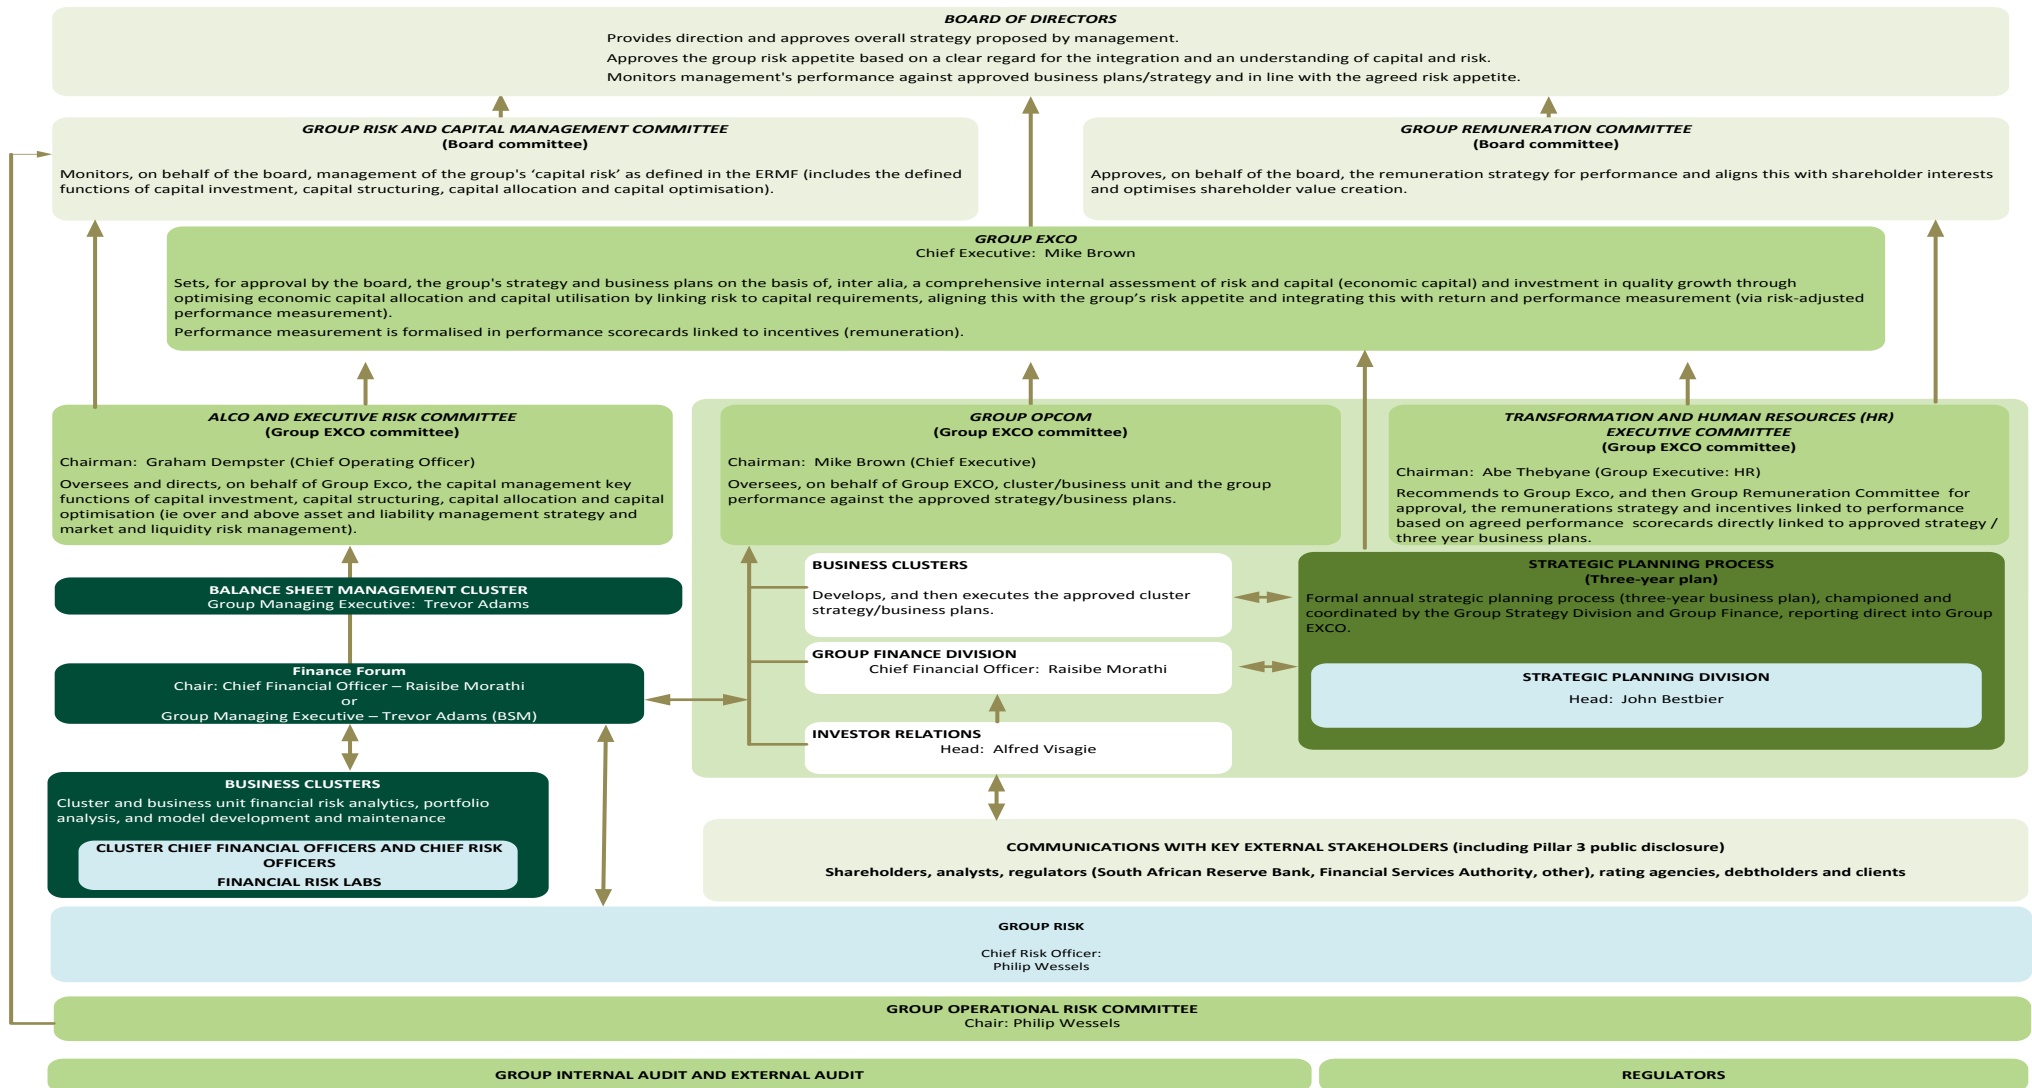 BOARD OF DIRECTORS
Provides direction and approves overall strategy proposed by management.
Approves the group risk appetite based on a clear regard for the integration and an understanding of capital and risk.
Monitors management's performance against approved business plans/strategy and in line with the agreed risk appetite.
GROUP RISK AND CAPITAL MANAGEMENT COMMITTEE
(Board committee)
Monitors, on behalf of the board, management of the group's ‘capital risk’ as defined in the ERMF (includes the defined
functions of capital investment, capital structuring, capital allocation and capital optimisation).
GROUP REMUNERATION COMMITTEE
(Board committee)
Approves, on behalf of the board, the remuneration strategy for performance and aligns this with shareholder interests
and optimises shareholder value creation.
GROUP EXCO
Chief Executive: Mike Brown
Sets, for approval by the board, the group's strategy and business plans on the basis of, inter alia, a comprehensive internal assessment of risk and capital (economic capital) and investment in quality growth through
optimising economic capital allocation and capital utilisation by linking risk to capital requirements, aligning this with the group’s risk appetite and integrating this with return and performance measurement (via risk-adjusted
performance measurement).
Performance measurement is formalised in performance scorecards linked to incentives (remuneration).
ALCO AND EXECUTIVE RISK COMMITTEE
(Group EXCO committee)
Chairman: Graham Dempster (Chief Operating Officer)
Oversees and directs, on behalf of Group Exco, the capital management key
functions of capital investment, capital structuring, capital allocation and capital
optimisation (ie over and above asset and liability management strategy and
market and liquidity risk management).
GROUP OPCOM
(Group EXCO committee)
Chairman: Mike Brown (Chief Executive)
Oversees, on behalf of Group EXCO, cluster/business unit and the group
performance against the approved strategy/business plans.
TRANSFORMATION AND HUMAN RESOURCES (HR)
EXECUTIVE COMMITTEE
(Group EXCO committee)
Chairman: Abe Thebyane (Group Executive: HR)
Recommends to Group Exco, and then Group Remuneration Committee for
approval, the remunerations strategy and incentives linked to performance
based on agreed performance scorecards directly linked to approved strategy /
three year business plans.
BALANCE SHEET MANAGEMENT CLUSTER
Group Managing Executive: Trevor Adams
BUSINESS CLUSTERS
Develops, and then executes the approved cluster
strategy/business plans.
STRATEGIC PLANNING PROCESS
(Three-year plan)
Formal annual strategic planning process (three-year business plan), championed and
coordinated by the Group Strategy Division and Group Finance, reporting direct into Group
EXCO.
Finance Forum
Chair: Chief Financial Officer – Raisibe Morathi
or
Group Managing Executive – Trevor Adams (BSM)
GROUP FINANCE DIVISION
Chief Financial Officer: Raisibe Morathi
STRATEGIC PLANNING DIVISION
Head: John Bestbier
INVESTOR RELATIONS
Head: Alfred Visagie
BUSINESS CLUSTERS
Cluster and business unit financial risk analytics, portfolio
analysis, and model development and maintenance
CLUSTER CHIEF FINANCIAL OFFICERS AND CHIEF RISK
OFFICERS
FINANCIAL RISK LABS
COMMUNICATIONS WITH KEY EXTERNAL STAKEHOLDERS (including Pillar 3 public disclosure)
Shareholders, analysts, regulators (South African Reserve Bank, Financial Services Authority, other), rating agencies, debtholders and clients
GROUP RISK
Chief Risk Officer:
Philip Wessels
GROUP OPERATIONAL RISK COMMITTEE
Chair: Philip Wessels
GROUP INTERNAL AUDIT AND EXTERNAL AUDIT
REGULATORS